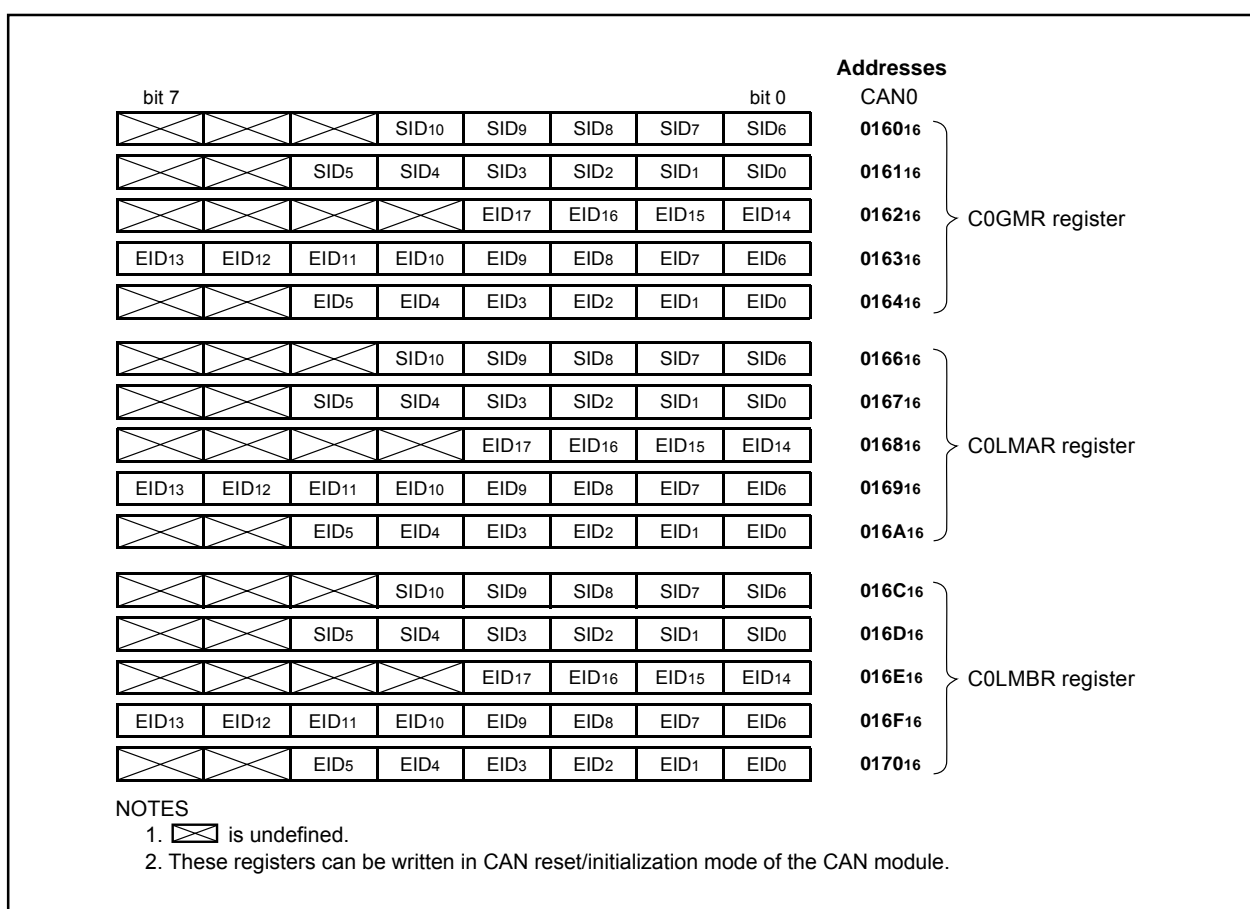 Addresses
bit 7 bit 0 CAN0
SID10 SID9 SID8 SID7 SID6 016016
SID5 SID4 SID3 SID2 SID1 SID0 016116
EID17 EID16 EID15 EID14 016216 C0GMR register
EID13 EID12 EID11 EID10 EID9 EID8 EID7 EID6 016316
EID5 EID4 EID3 EID2 EID1 EID0 016416
SID10 SID9 SID8 SID7 SID6 016616
SID5 SID4 SID3 SID2 SID1 SID0 016716
EID17 EID16 EID15 EID14 016816 C0LMAR register
EID13 EID12 EID11 EID10 EID9 EID8 EID7 EID6 016916
EID5 EID4 EID3 EID2 EID1 EID0 016A16
SID10 SID9 SID8 SID7 SID6 016C16
SID5 SID4 SID3 SID2 SID1 SID0 016D16
EID17 EID16 EID15 EID14 016E16 C0LMBR register
EID13 EID12 EID11 EID10 EID9 EID8 EID7 EID6 016F16
EID5 EID4 EID3 EID2 EID1 EID0 017016
NOTES
1. is undefined.
2. These registers can be written in CAN reset/initialization mode of the CAN module.